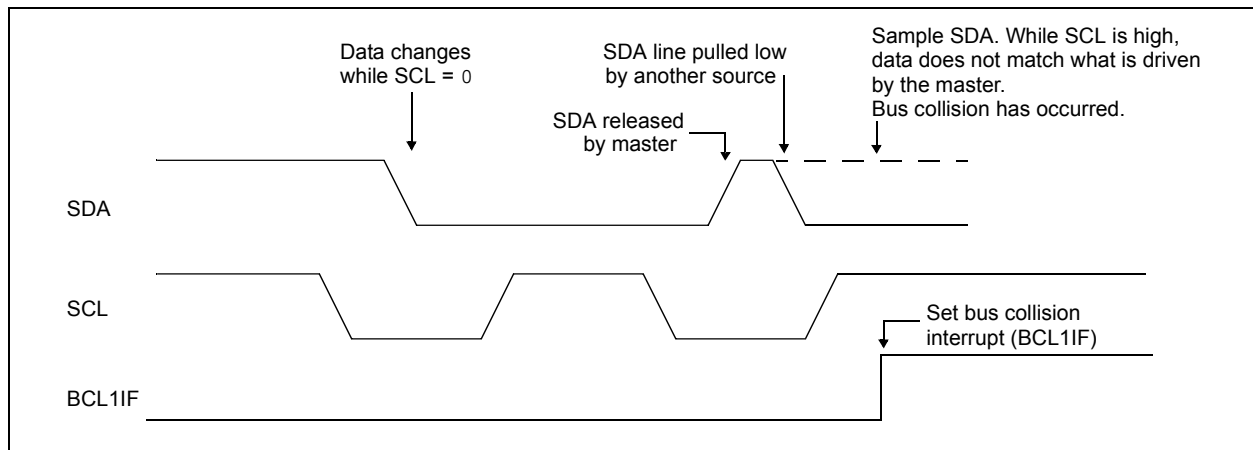 Data changes
while SCL = 0
SDA line pulled low
by another source
Sample SDA. While SCL is high,
data does not match what is driven
by the master.
Bus collision has occurred.
SDA released
by master
SDA
SCL
Set bus collision
interrupt (BCL1IF)
BCL1IF